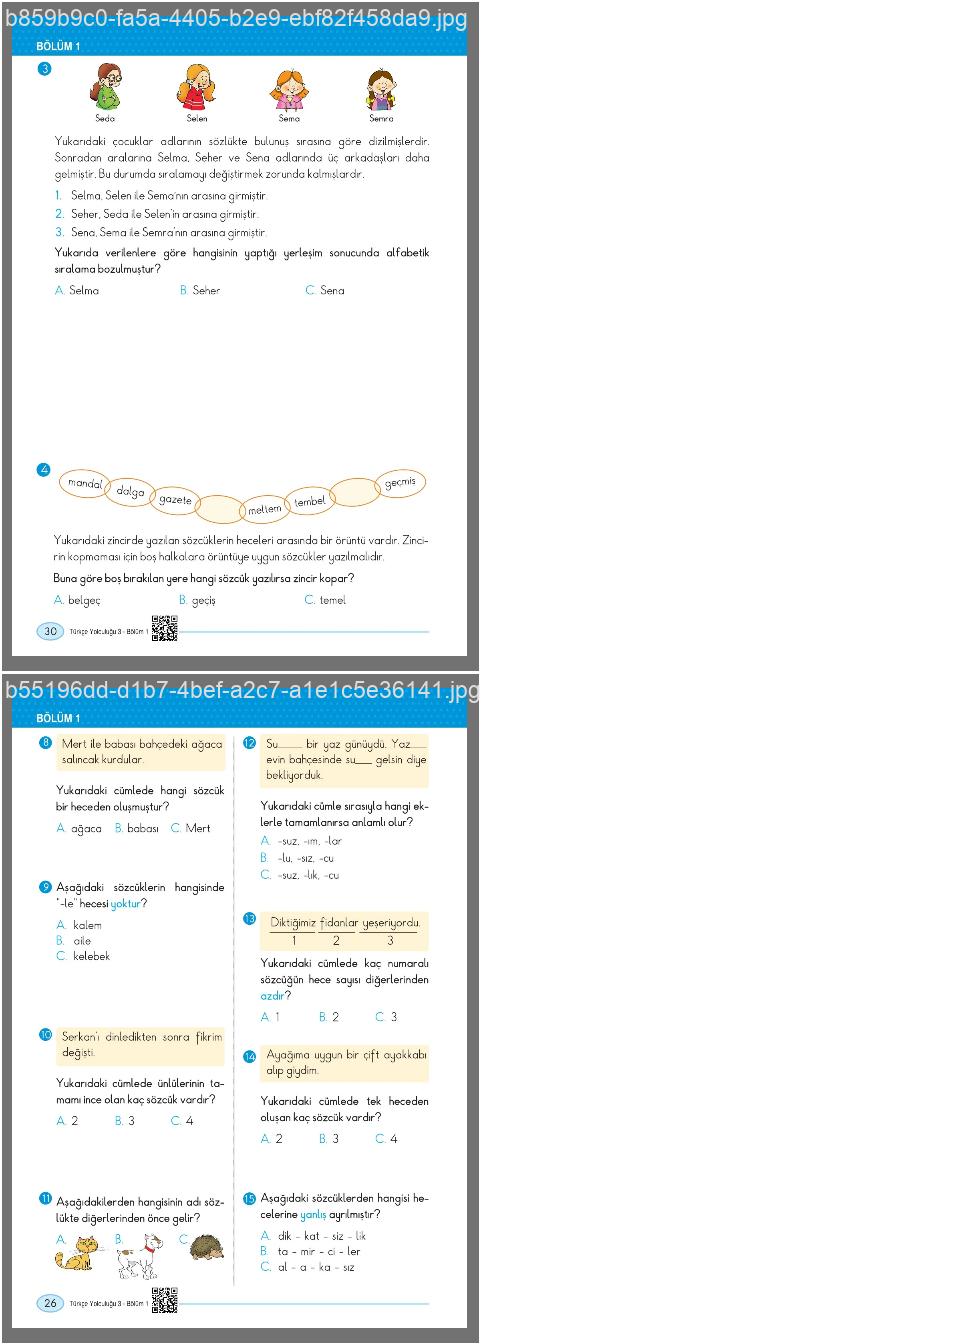 b859b9c0-fa5a-4405-b2e9-ebf82f458da9.jpg
BÖLÜM 1
3
Seda Selen Sema Semra
Yukarıdaki çocuklar adlarının sözlükte bulunuş sırasına göre dizilmişlerdir.
Sonradan aralarına Selma, Seher ve Sena adlarında üç arkadaşları daha
gelmiştir. Bu durumda sıralamayı değiştirmek zorunda kalmışlardır.
1. Selma, Selen ile Sema'nın arasına girmiştir.
2. Seher, Seda ile Selen'in arasına girmiştir.
3. Sena, Sema ile Semra'nın arasına girmiştir.
Yukarıda verilenlere göre hangisinin yaptığı yerleşim sonucunda alfabetik
sıralama bozulmuştur?
A. Selma B. Seher C. Sena
4
mandal dalga gazete meltem tembel geçmiş
Yukarıdaki zincirde yazılan sözcüklerin heceleri arasında bir örüntü vardır. Zinci-
rin kopmaması için boş halkalara örüntüye uygun sözcükler yazılmalıdır.
Buna göre boş bırakılan yere hangi sözcük yazılırsa zincir kopar?
A. belgeç B. geçiş C. temel
30 Türkçe Yolculuğu 3 - Bölüm 1
b55196dd-d1b7-4bef-a2c7-a1e1c5e36141.jpg
BÖLÜM 1
8 Mert ile babası bahçedeki ağaca
salıncak kurdular.
Yukarıdaki cümlede hangi sözcük
bir heceden oluşmuştur?
A. ağaca B. babası C. Mert
9 Aşağıdaki sözcüklerin hangisinde
"-le" hecesi yoktur?
A. kalem
B. aile
C. kelebek
10 Serkan'ı dinledikten sonra fikrim
değişti.
Yukarıdaki cümlede ünlülerinin ta-
mamı ince olan kaç sözcük vardır?
A. 2 B. 3 C. 4
11 Aşağıdakilerden hangisinin adı söz-
lükte diğerlerinden önce gelir?
A. B. C.
12 Su____ bir yaz günüydü. Yaz___
evin bahçesinde su___ gelsin diye
bekliyorduk.
Yukarıdaki cümle sırasıyla hangi ek-
lerle tamamlanırsa anlamlı olur?
A. -suz, -ım, -lar
B. -lu, -sız, -cu
C. -suz, -lık, -cu
13 Diktiğimiz fidanlar yeşeriyordu.
1 2 3
Yukarıdaki cümlede kaç numaralı
sözcüğün hece sayısı diğerlerinden
azdır?
A. 1 B. 2 C. 3
14 Ayağıma uygun bir çift ayakkabı
alıp giydim.
Yukarıdaki cümlede tek heceden
oluşan kaç sözcük vardır?
A. 2 B. 3 C. 4
15 Aşağıdaki sözcüklerden hangisi he-
celerine yanlış ayrılmıştır?
A. dik - kat - siz - lik
B. ta - mir - ci - ler
C. al - a - ka - sız
26 Türkçe Yolculuğu 3 - Bölüm 1